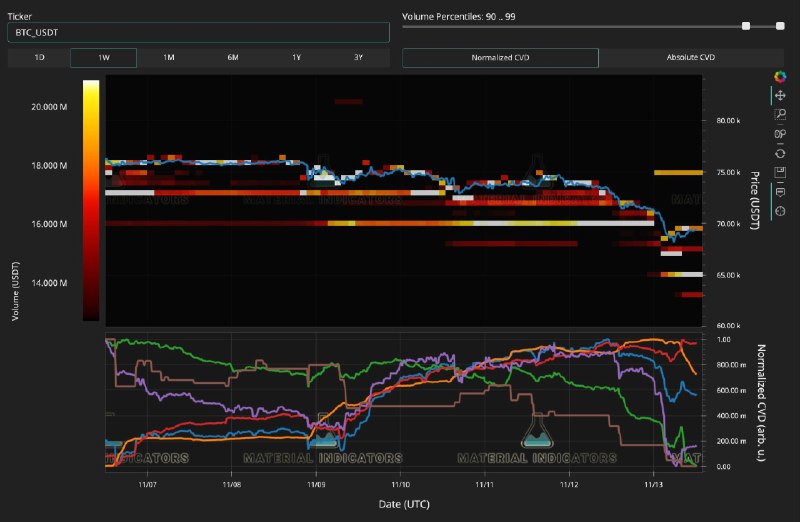 Ticker
Volume Percentiles: 90 .. 99
BTC_USDT
1D 1W 1M 6M 1Y 3Y Normalized CVD Absolute CVD
20.000 M
18.000 M
16.000 M
14.000 M
Volume (USDT)
80.00 k
75.00 k
70.00 k
65.00 k
60.00 k
Price (USDT)
MATERIAL INDICATORS
1.00
800.00 m
600.00 m
400.00 m
200.00 m
0.00
Normalized CVD (arb. u.)
INDICATORS MATERIAL INDICATORS MATERIAL INDICATORS MAT
11/07 11/08 11/09 11/10 11/11 11/12 11/13
Date (UTC)